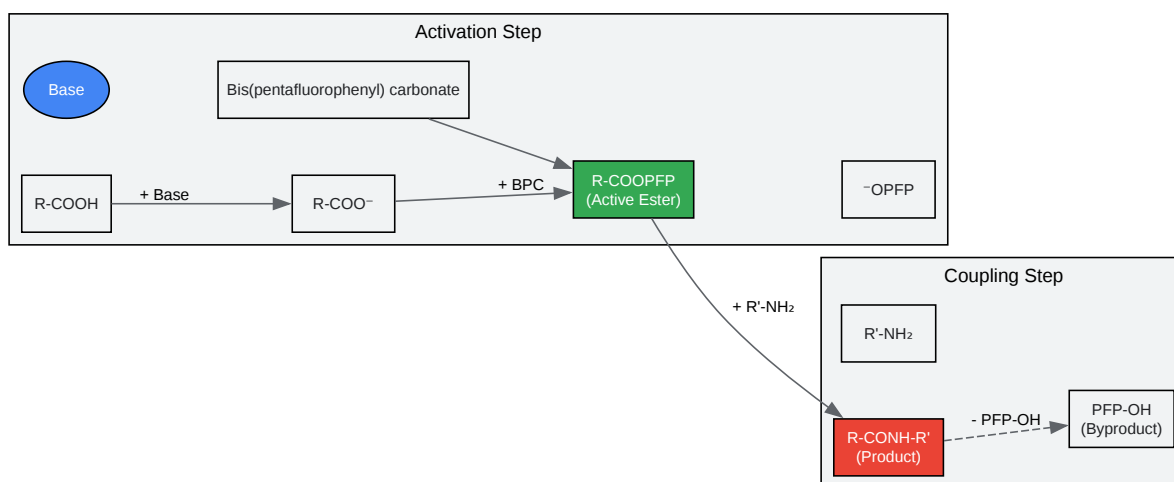 Activation Step
Base
Bis(pentafluorophenyl) carbonate
R-COOH
+ Base
R-COO⁻
+ BPC
R-COOPFP
(Active Ester)
⁻OPFP
Coupling Step
+ R'-NH₂
R'-NH₂
R-CONH-R'
(Product)
- PFP-OH
PFP-OH
(Byproduct)